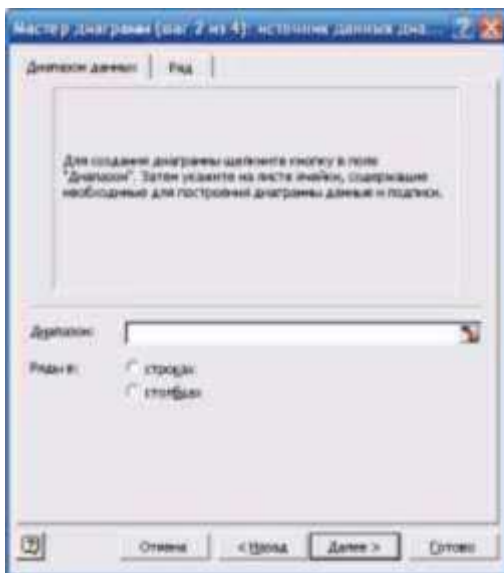 Мастер диаграмм (шаг 2 из 4): источник данных диа...
Диапазон данных
Ряд
Для создания диаграммы щелкните кнопку в поле
"Диапазон". Затем укажите на листе ячейки, содержащие
необходимые для построения диаграммы данные и подписи.
Диапазон:
Ряды в:
строках
столбцах
Отмена
< Назад
Далее >
Готово